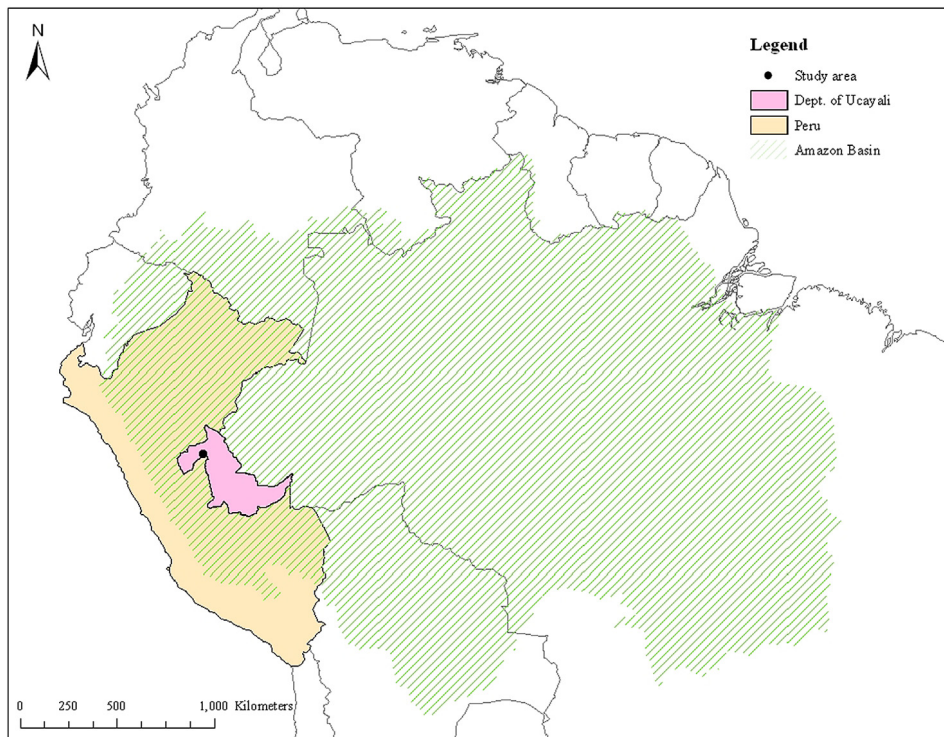 N
Legend
Study area
Dept. of Ucayali
Peru
Amazon Basin
0 250 500 1,000 Kilometers